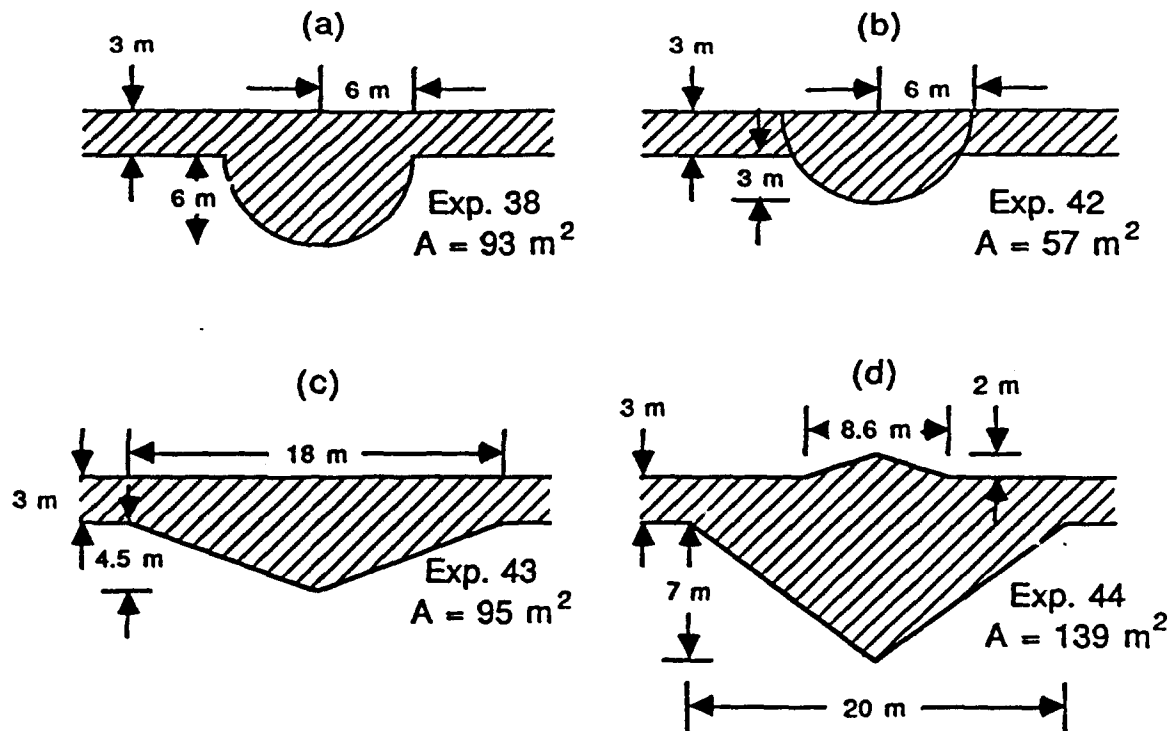 (a)
3 m
6 m
6 m
Exp. 38
A = 93 m²
(b)
3 m
6 m
3 m
Exp. 42
A = 57 m²
(c)
18 m
3 m
4.5 m
Exp. 43
A = 95 m²
(d)
3 m
8.6 m
2 m
7 m
Exp. 44
A = 139 m²
20 m